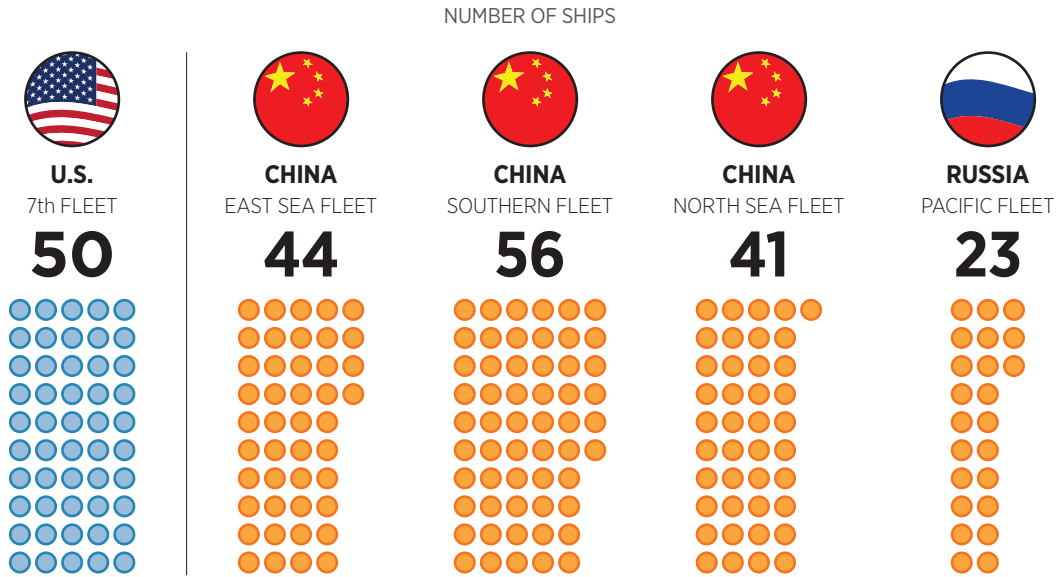 NUMBER OF SHIPS
U.S.
7th FLEET
50
CHINA
EAST SEA FLEET
44
CHINA
SOUTHERN FLEET
56
CHINA
NORTH SEA FLEET
41
RUSSIA
PACIFIC FLEET
23